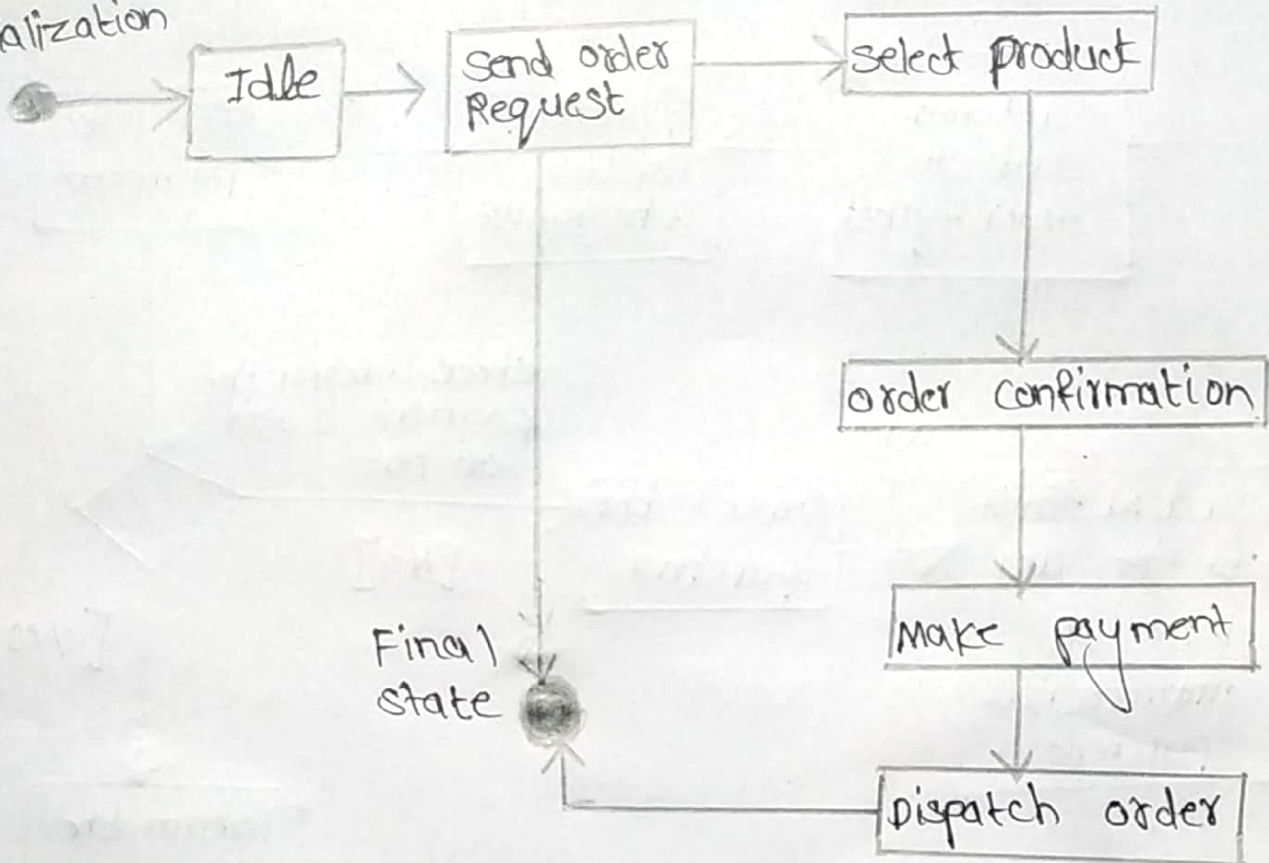 alization
Idle
Send order
Request
Select product
order confirmation
Make payment
Final
state
Dispatch order